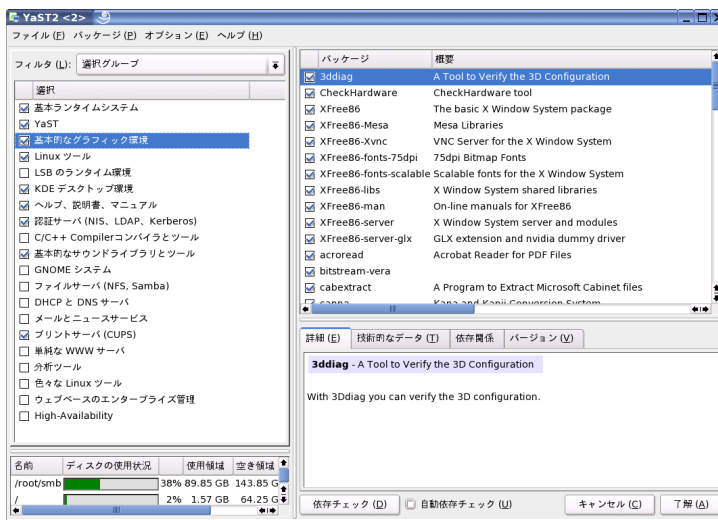 YaST2 <2>
ファイル (F) パッケージ (P) オプション (E) ヘルプ (H)
フィルタ (L): 選択グループ
選択
基本ランタイムシステム
YaST
基本的なグラフィック環境
Linux ツール
LSB のランタイム環境
KDE デスクトップ環境
ヘルプ、説明書、マニュアル
認証サーバ (NIS、LDAP、Kerberos)
C/C++ Compilerコンパイラとツール
基本的なサウンドライブラリとツール
GNOME システム
ファイルサーバ (NFS, Samba)
DHCP と DNS サーバ
メールとニュースサービス
プリントサーバ (CUPS)
単純な WWW サーバ
分析ツール
色々な Linux ツール
ウェブベースのエンタープライズ管理
High-Availability
名前 ディスクの使用状況 使用領域 空き領域
/root/smb 38% 89.85 GB 143.85 G
/ 2% 1.57 GB 64.25 G
パッケージ 概要
3ddiag A Tool to Verify the 3D Configuration
CheckHardware CheckHardware tool
XFree86 The basic X Window System package
XFree86-Mesa Mesa Libraries
XFree86-Xvnc VNC Server for the X Window System
XFree86-fonts-75dpi 75dpi Bitmap Fonts
XFree86-fonts-scalable Scalable fonts for the X Window System
XFree86-libs X Window System shared libraries
XFree86-man On-line manuals for XFree86
XFree86-server X Window System server and modules
XFree86-server-glx GLX extension and nvidia dummy driver
acroread Acrobat Reader for PDF Files
bitstream-vera
cabextract A Program to Extract Microsoft Cabinet files
canna Kana and Kanji Conversion System
詳細 (E) 技術的なデータ (T) 依存関係 バージョン (V)
3ddiag - A Tool to Verify the 3D Configuration
With 3Ddiag you can verify the 3D configuration.
依存チェック (D) 自動依存チェック (U) キャンセル (C) 了解 (A)